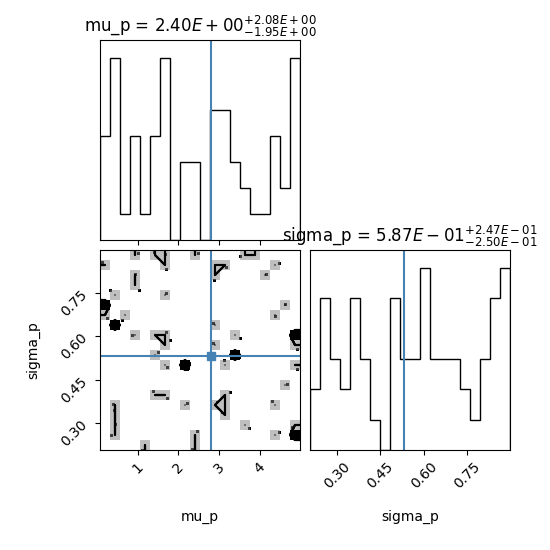 mu_p = 2.40E + 00 +2.08E+00 −1.95E+00
sigma_p = 5.87E − 01 +2.47E−01 −2.50E−01
sigma_p
0.75
0.60
0.45
0.30
1 2 3 4
0.30 0.45 0.60 0.75
mu_p
sigma_p